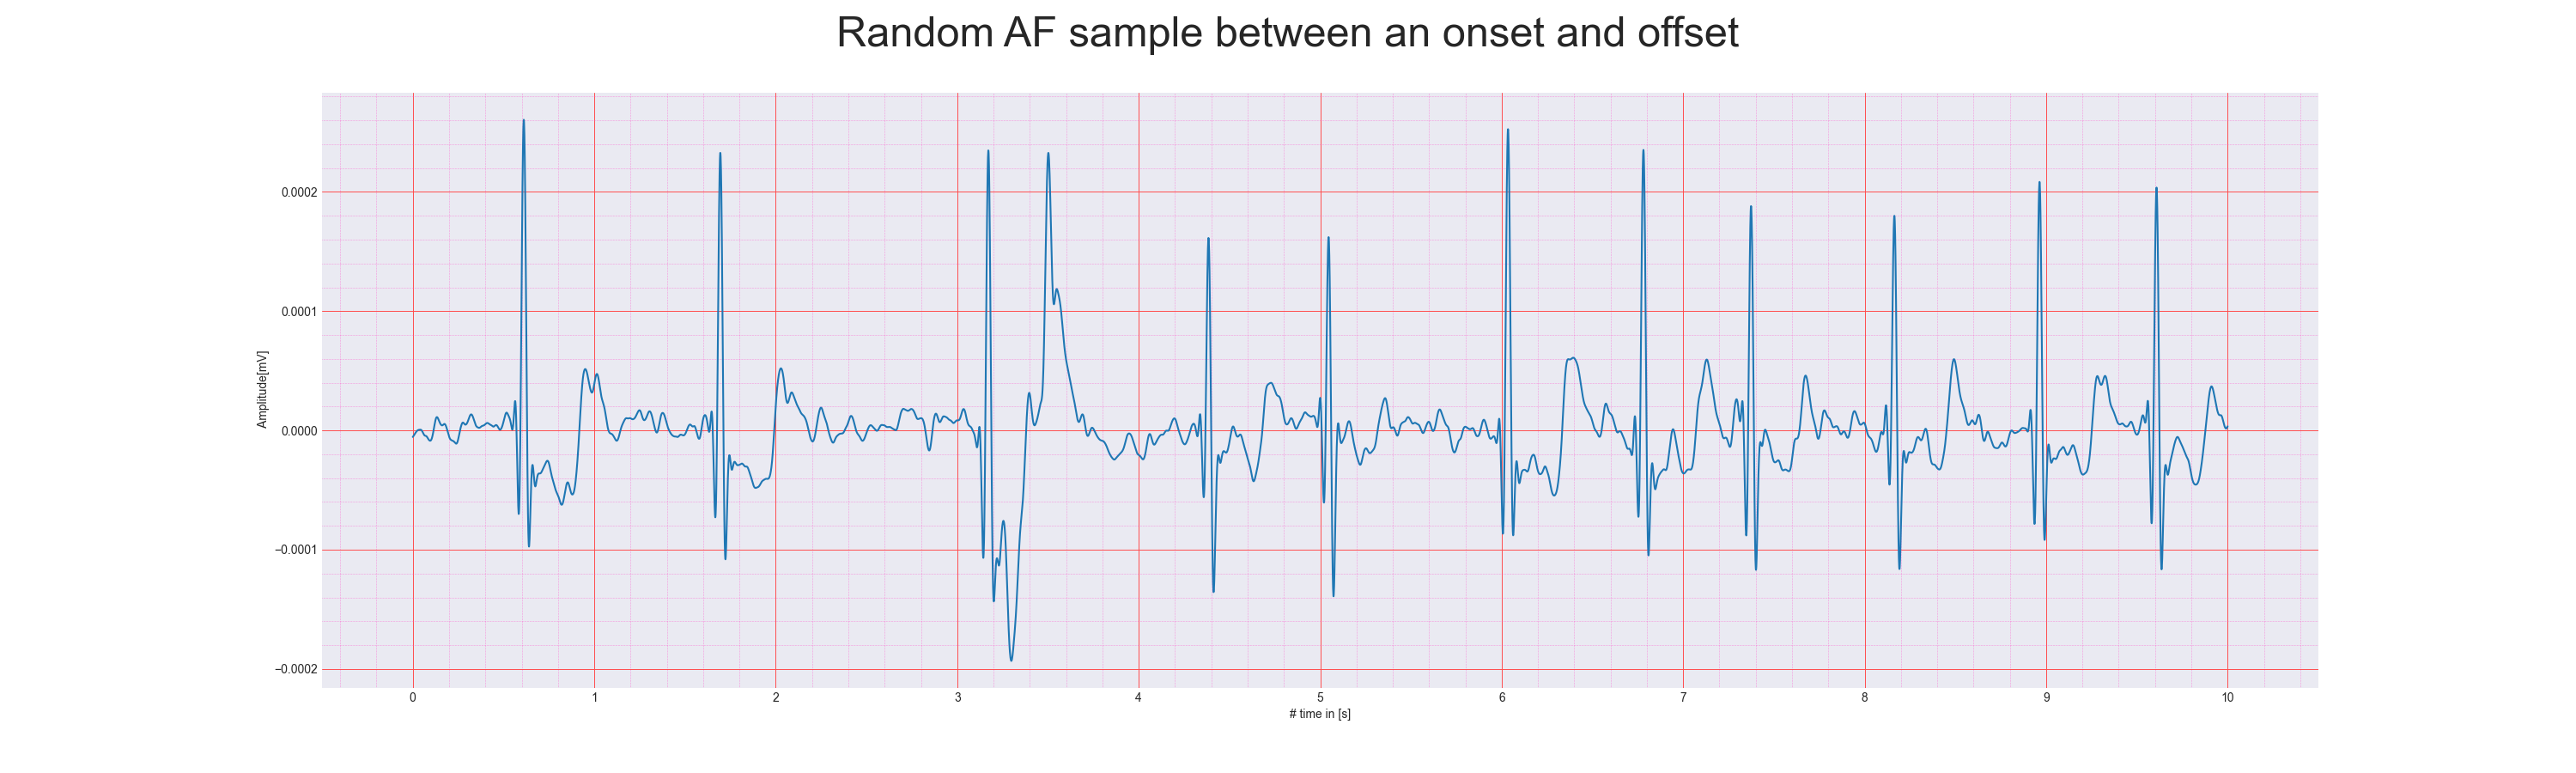 Random AF sample between an onset and offset
Amplitude[mV]
0.0002
0.0001
0.0000
−0.0001
−0.0002
0 1 2 3 4 5 6 7 8 9 10
# time in [s]